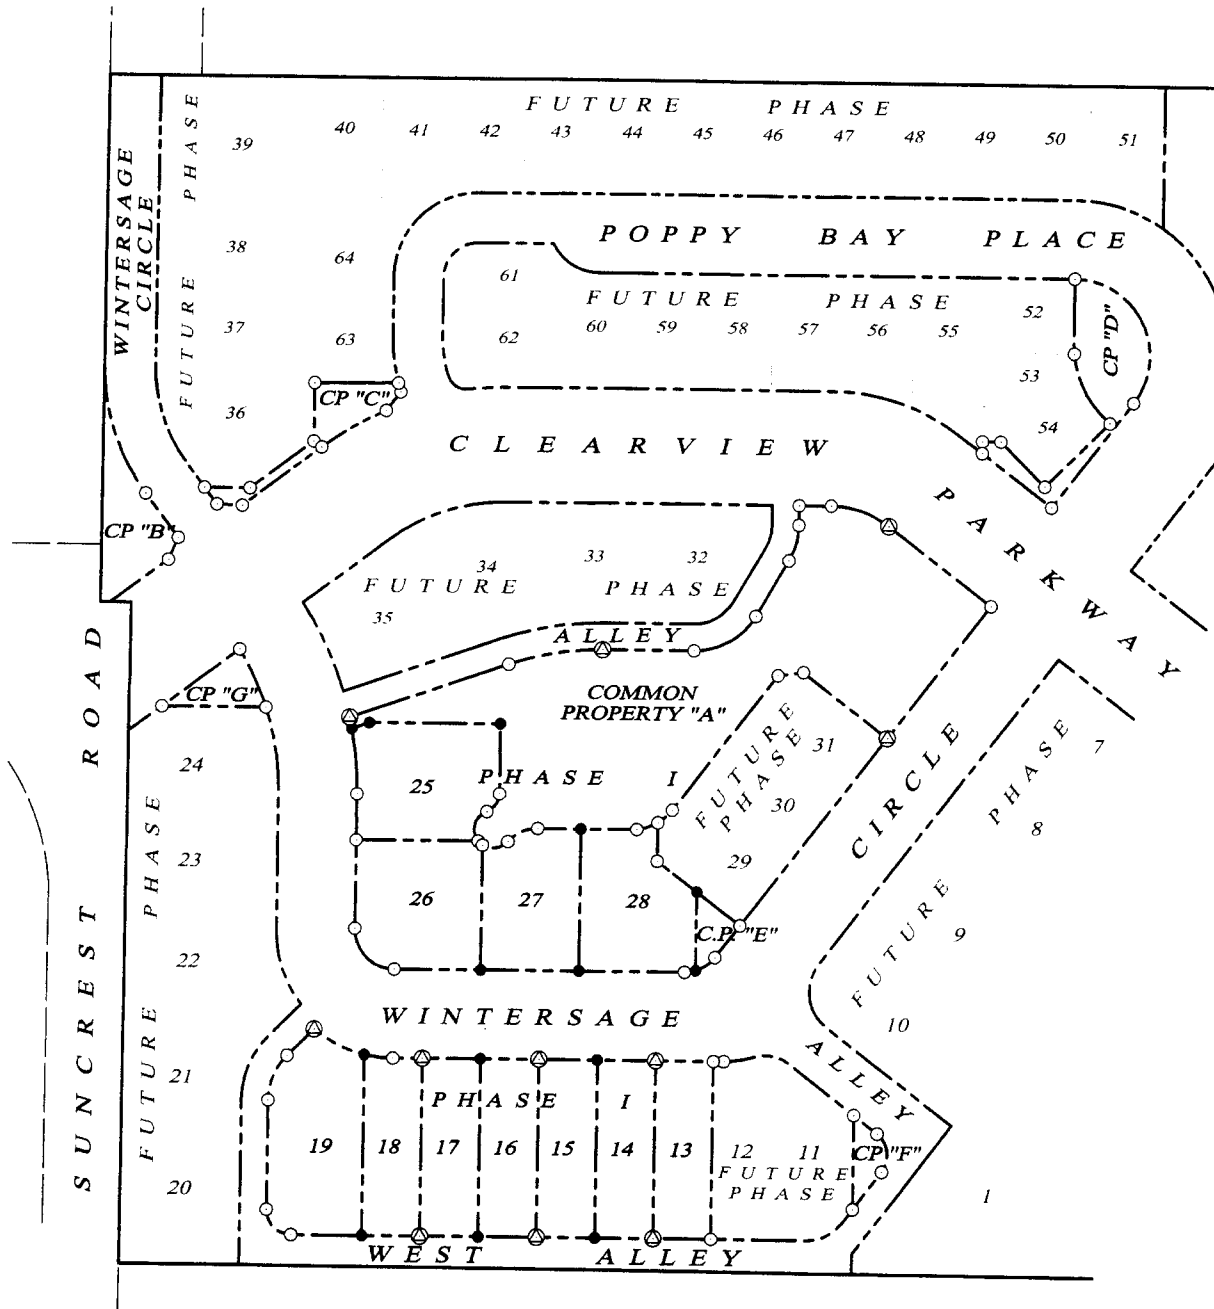 FUTURE PHASE
39 40 41 42 43 44 45 46 47 48 49 50 51
FUTURE PHASE
WINTERSAGE
CIRCLE
38
64
37
63
36
POPPY BAY PLACE
61
FUTURE PHASE
62 60 59 58 57 56 55
52
53
54
CP "D"
CP "C"
CLEARVIEW
PARKWAY
CP "B"
34 33 32
FUTURE PHASE
35
ALLEY
CP "G"
COMMON
PROPERTY "A"
SUNCREST ROAD
24
25
PHASE I
FUTURE
PHASE
31
30
29
CIRCLE
FUTURE PHASE
7
8
9
10
FUTURE PHASE
23
22
21
20
26 27 28
C.P. "E"
WINTERSAGE
ALLEY
PHASE I
19 18 17 16 15 14 13 12 11
FUTURE
PHASE
CP "F"
1
WEST ALLEY